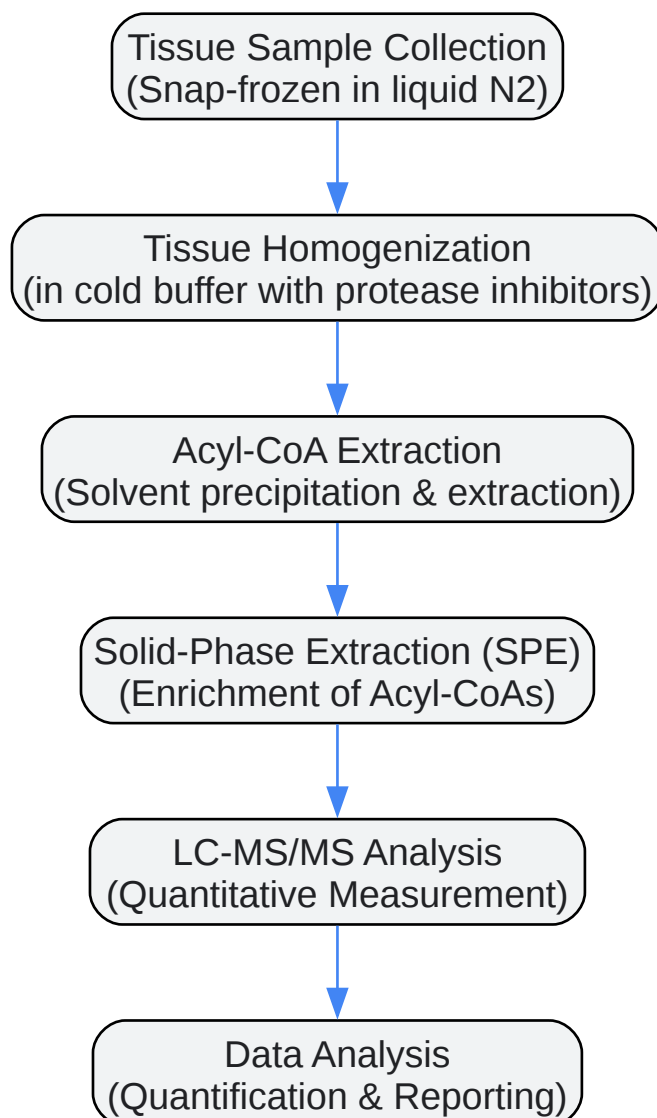 Tissue Sample Collection
(Snap-frozen in liquid N2)
Tissue Homogenization
(in cold buffer with protease inhibitors)
Acyl-CoA Extraction
(Solvent precipitation & extraction)
Solid-Phase Extraction (SPE)
(Enrichment of Acyl-CoAs)
LC-MS/MS Analysis
(Quantitative Measurement)
Data Analysis
(Quantification & Reporting)